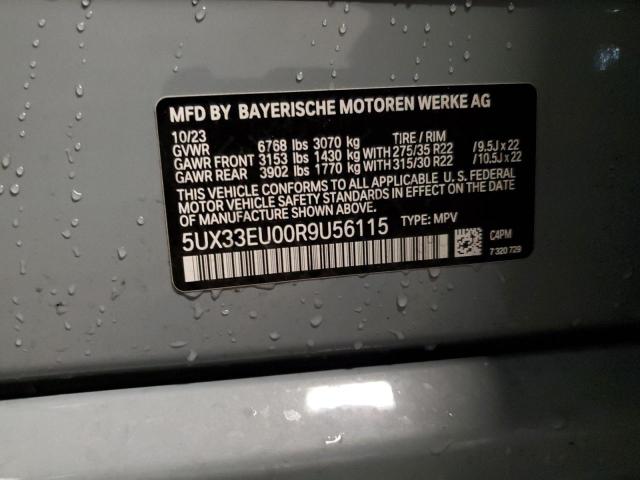 MFD BY BAYERISCHE MOTOREN WERKE AG
10/23
GVWR 6768 lbs 3070 kg TIRE / RIM
GAWR FRONT 3153 lbs 1430 kg WITH 275/35 R22 / 9.5J x 22
GAWR REAR 3902 lbs 1770 kg WITH 315/30 R22 / 10.5J x 22
THIS VEHICLE CONFORMS TO ALL APPLICABLE U. S. FEDERAL
MOTOR VEHICLE SAFETY STANDARDS IN EFFECT ON THE DATE
OF MANUFACTURE SHOWN ABOVE.
5UX33EU00R9U56115 TYPE: MPV
C4PM
7 320 729